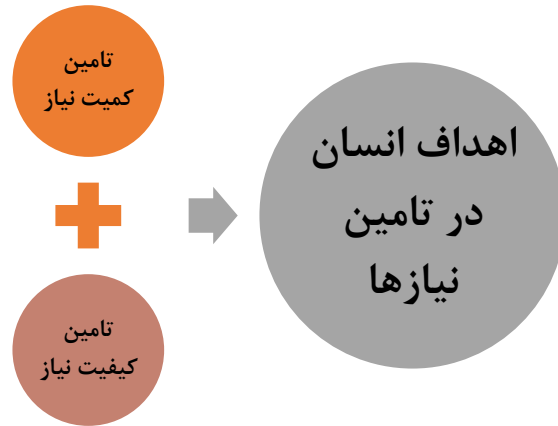 تامین
کمیت نیاز
تامین
کیفیت نیاز
اهداف انسان
در تامین
نیازها